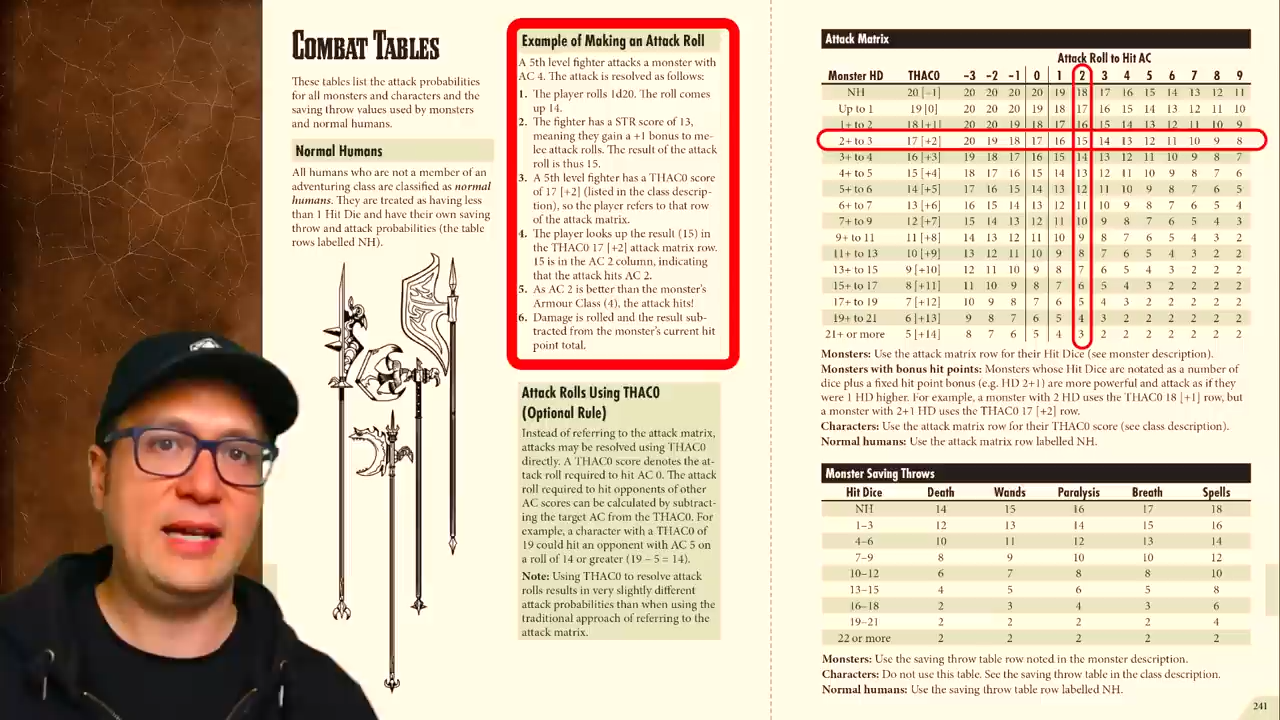 COMBAT TABLES
These tables list the attack probabilities
for all monsters and characters and the
saving throw values used by monsters
and normal humans.
Normal Humans
All humans who are not a member of an
adventuring class are classified as normal
humans. They are treated as having less
than 1 Hit Die and have their own saving
throw and attack probabilities (the table
rows labelled NH).
Example of Making an Attack Roll
A 5th level fighter attacks a monster with
AC 4. The attack is resolved as follows:
1. The player rolls 1d20. The roll comes
up 14.
2. The fighter has a STR score of 13,
meaning they gain a +1 bonus to me-
lee attack rolls. The result of the attack
roll is thus 15.
3. A 5th level fighter has a THAC0 score
of 17 [+2] (listed in the class descrip-
tion), so the player refers to that row
of the attack matrix.
4. The player looks up the result (15) in
the THAC0 17 [+2] attack matrix row.
15 is in the AC 2 column, indicating
that the attack hits AC 2.
5. As AC 2 is better than the monster's
Armour Class (4), the attack hits!
6. Damage is rolled and the result sub-
tracted from the monster's current hit
point total.
Attack Rolls Using THAC0
(Optional Rule)
Instead of referring to the attack matrix,
attacks may be resolved using THAC0
directly. A THAC0 score denotes the at-
tack roll required to hit AC 0. The attack
roll required to hit opponents of other
AC scores can be calculated by subtract-
ing the target AC from the THAC0. For
example, a character with a THAC0 of
19 could hit an opponent with AC 5 on
a roll of 14 or greater (19 – 5 = 14).
Note: Using THAC0 to resolve attack
rolls results in very slightly different
attack probabilities than when using the
traditional approach of referring to the
attack matrix.
Attack Matrix
Attack Roll to Hit AC
Monster HD THAC0 −3 −2 −1 0 1 2 3 4 5 6 7 8 9
NH 20 [−1] 20 20 20 20 19 18 17 16 15 14 13 12 11
Up to 1 19 [0] 20 20 20 19 18 17 16 15 14 13 12 11 10
1+ to 2 18 [+1] 20 20 19 18 17 16 15 14 13 12 11 10 9
2+ to 3 17 [+2] 20 19 18 17 16 15 14 13 12 11 10 9 8
3+ to 4 16 [+3] 19 18 17 16 15 14 13 12 11 10 9 8 7
4+ to 5 15 [+4] 18 17 16 15 14 13 12 11 10 9 8 7 6
5+ to 6 14 [+5] 17 16 15 14 13 12 11 10 9 8 7 6 5
6+ to 7 13 [+6] 16 15 14 13 12 11 10 9 8 7 6 5 4
7+ to 9 12 [+7] 15 14 13 12 11 10 9 8 7 6 5 4 3
9+ to 11 11 [+8] 14 13 12 11 10 9 8 7 6 5 4 3 2
11+ to 13 10 [+9] 13 12 11 10 9 8 7 6 5 4 3 2 2
13+ to 15 9 [+10] 12 11 10 9 8 7 6 5 4 3 2 2 2
15+ to 17 8 [+11] 11 10 9 8 7 6 5 4 3 2 2 2 2
17+ to 19 7 [+12] 10 9 8 7 6 5 4 3 2 2 2 2 2
19+ to 21 6 [+13] 9 8 7 6 5 4 3 2 2 2 2 2 2
21+ or more 5 [+14] 8 7 6 5 4 3 2 2 2 2 2 2 2
Monsters: Use the attack matrix row for their Hit Dice (see monster description).
Monsters with bonus hit points: Monsters whose Hit Dice are notated as a number of
dice plus a fixed hit point bonus (e.g. HD 2+1) are more powerful and attack as if they
were 1 HD higher. For example, a monster with 2 HD uses the THAC0 18 [+1] row, but
a monster with 2+1 HD uses the THAC0 17 [+2] row.
Characters: Use the attack matrix row for their THAC0 score (see class description).
Normal humans: Use the attack matrix row labelled NH.
Monster Saving Throws
Hit Dice Death Wands Paralysis Breath Spells
NH 14 15 16 17 18
1–3 12 13 14 15 16
4–6 10 11 12 13 14
7–9 8 9 10 10 12
10–12 6 7 8 8 10
13–15 4 5 6 5 8
16–18 2 3 4 3 6
19–21 2 2 2 2 4
22 or more 2 2 2 2 2
Monsters: Use the saving throw table row noted in the monster description.
Characters: Do not use this table. See the saving throw table in the class description.
Normal humans: Use the saving throw table row labelled NH.
241